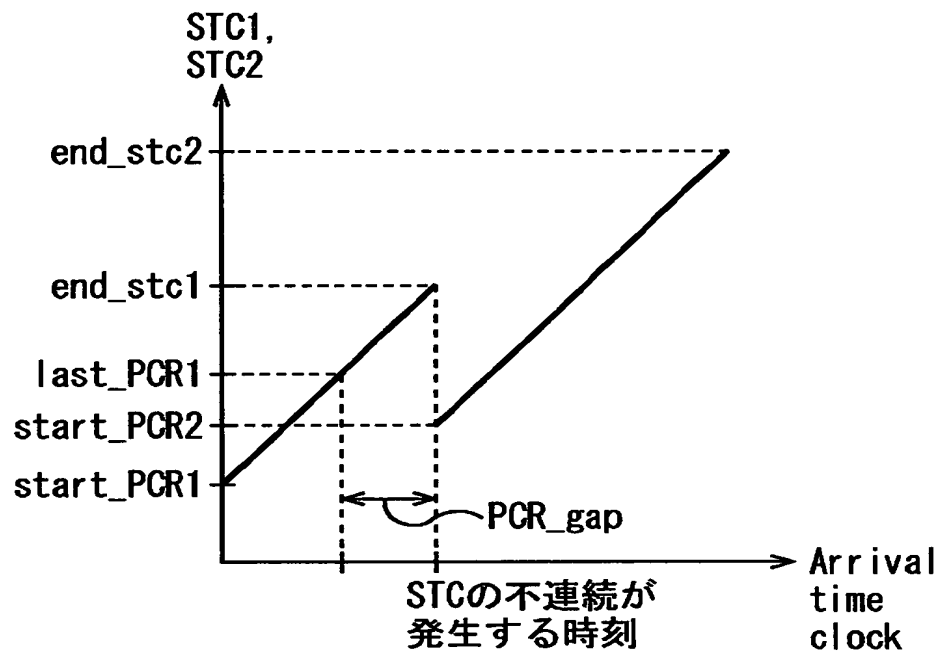 STC1,
STC2
end_stc2
end_stc1
last_PCR1
start_PCR2
start_PCR1
PCR_gap
Arrival
time
clock
STCの不連続が
発生する時刻